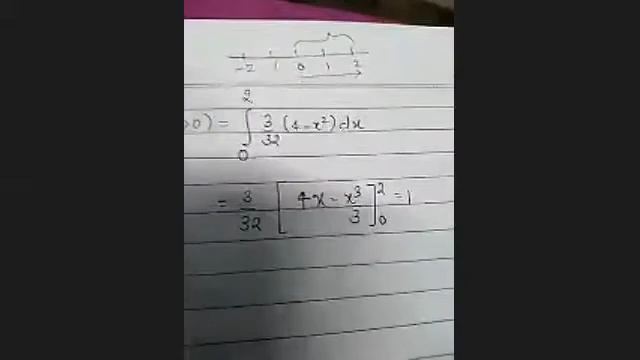 -2 -1 0 1 2
>0) = ∫₀² 3/32 (4-x²) dx
= 3/32 [4x - x³/3]₀² = 1